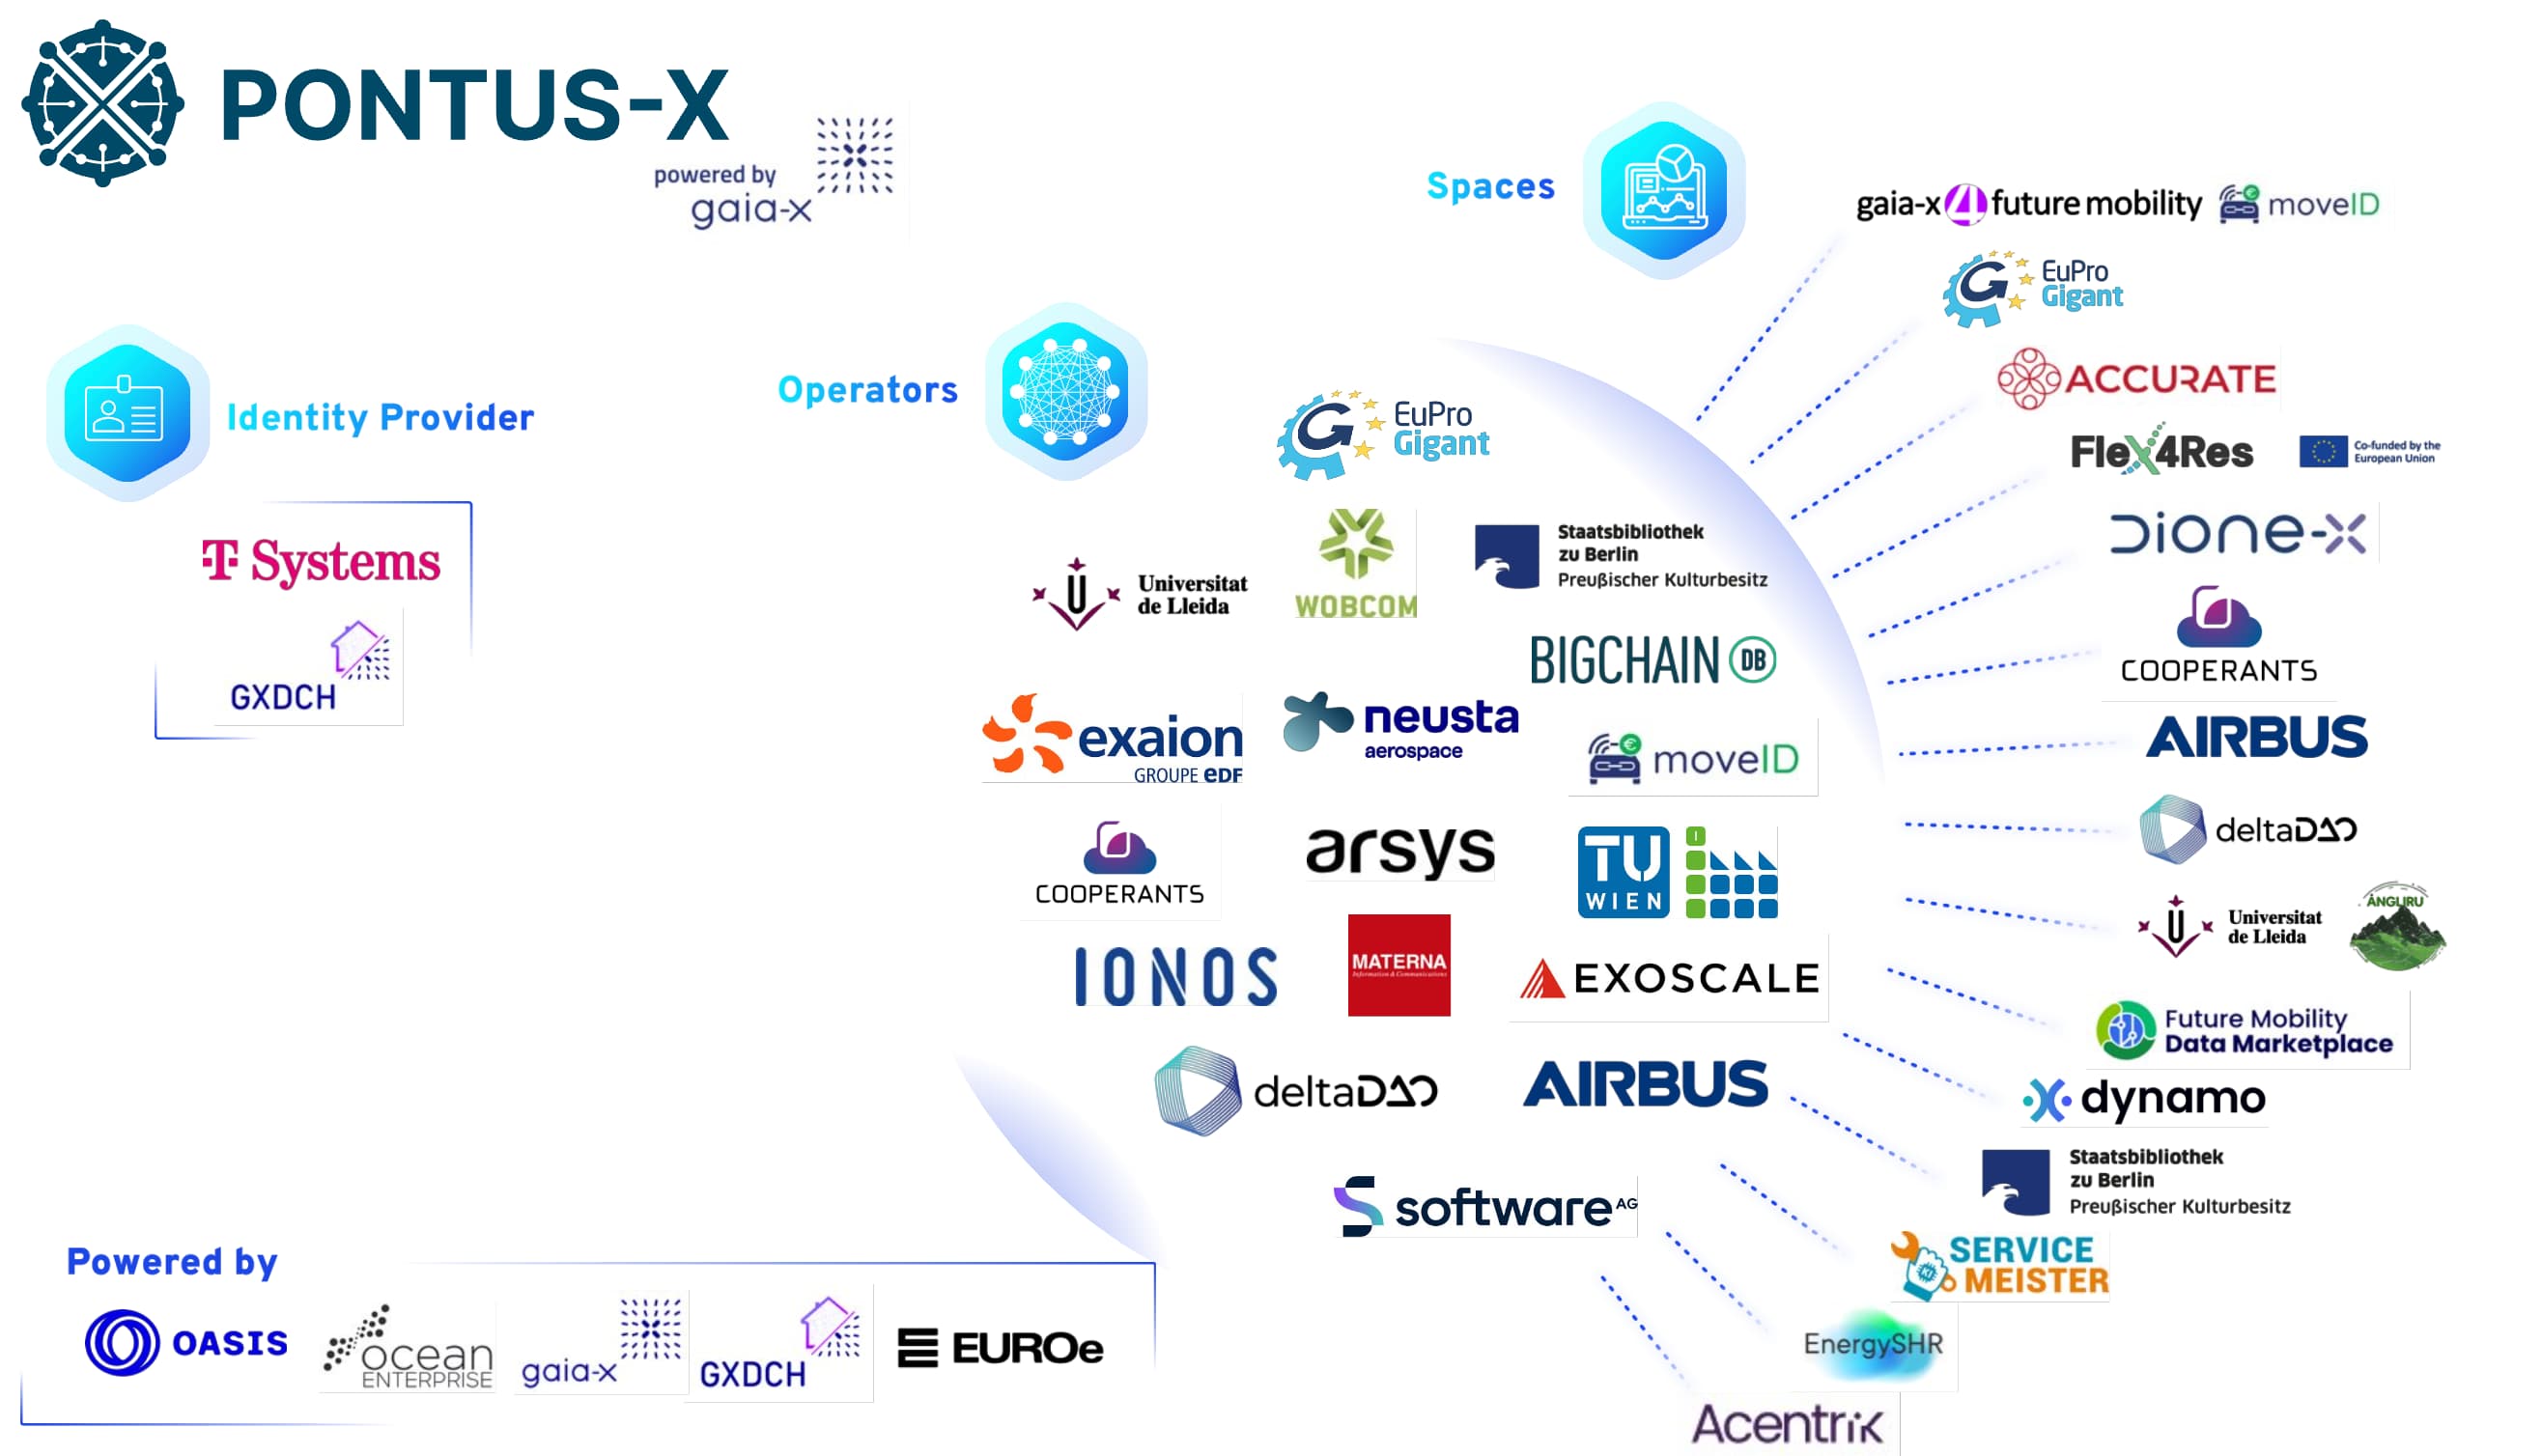 PONTUS-X
powered by
gaia-x
Spaces
gaia-x 4 future mobility moveID
EuPro
Gigant
ACCURATE
FleX4Res
Co-funded by the
European Union
Dione-X
COOPERANTS
AIRBUS
deltaDAO
Universitat
de Lleida
ANGLIRU
Future Mobility
Data Marketplace
dynamo
Staatsbibliothek
zu Berlin
Preußischer Kulturbesitz
SERVICE
KI
MEISTER
EnergySHR
Acentrik
Operators
EuPro
Gigant
Universitat
de Lleida
WOBCOM
Staatsbibliothek
zu Berlin
Preußischer Kulturbesitz
BIGCHAIN DB
exaion
GROUPE eDF
neusta
aerospace
moveID
COOPERANTS
arsys
TU
WIEN
IONOS
MATERNA
Information & Communications
EXOSCALE
deltaDAO
AIRBUS
software AG
Identity Provider
T Systems
GXDCH
Powered by
OASIS
ocean
ENTERPRISE
gaia-x
GXDCH
EUROe